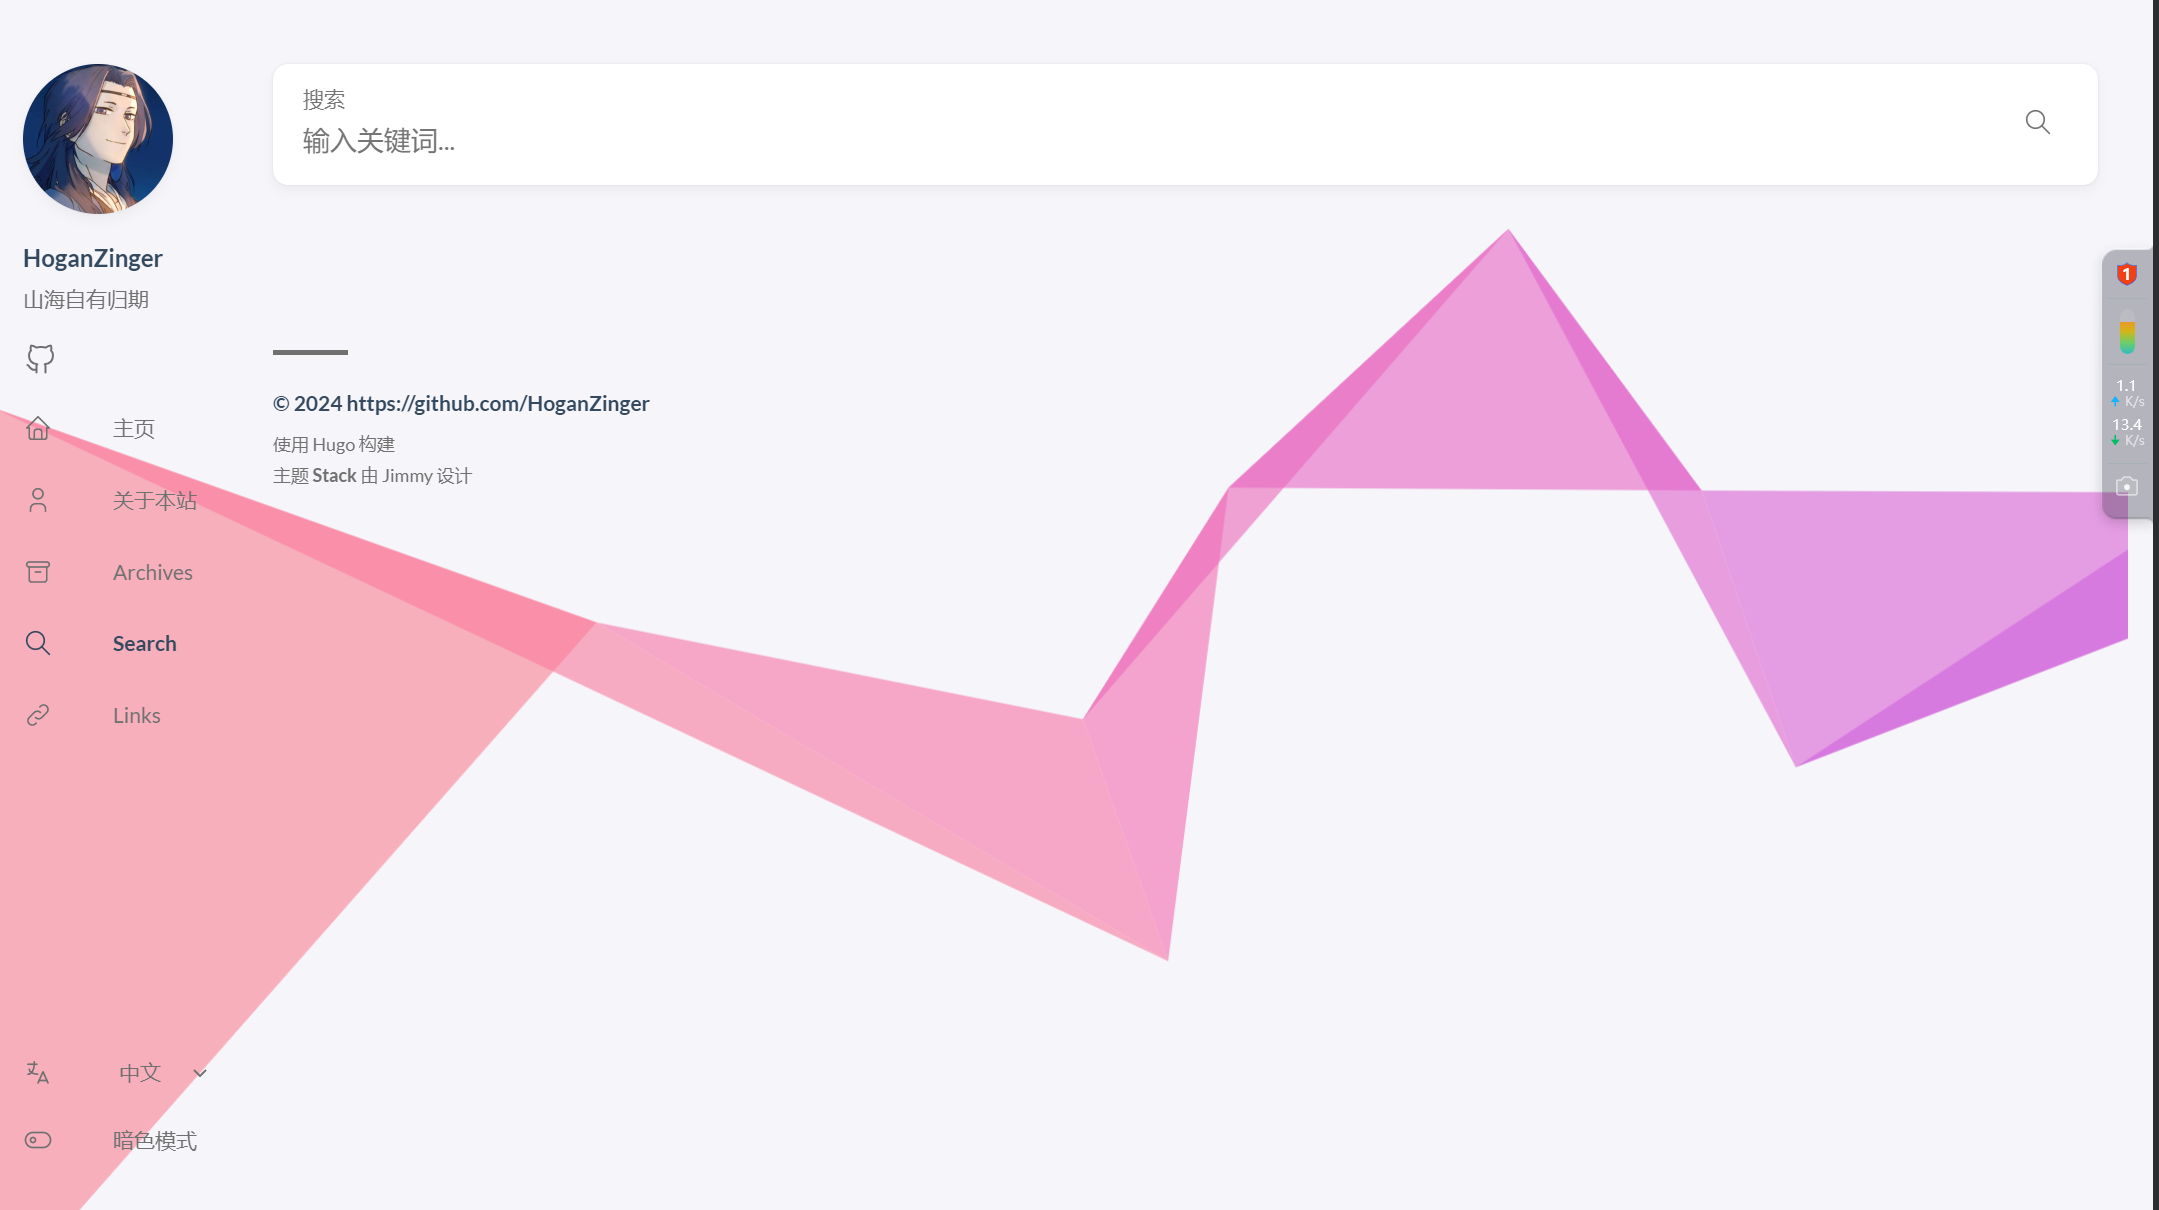 搜索
输入关键词...
HoganZinger
山海自有归期
主页
关于本站
Archives
Search
Links
中文
暗色模式
© 2024 https://github.com/HoganZinger
使用 Hugo 构建
主题 Stack 由 Jimmy 设计
1
1.1
K/s
13.4
K/s